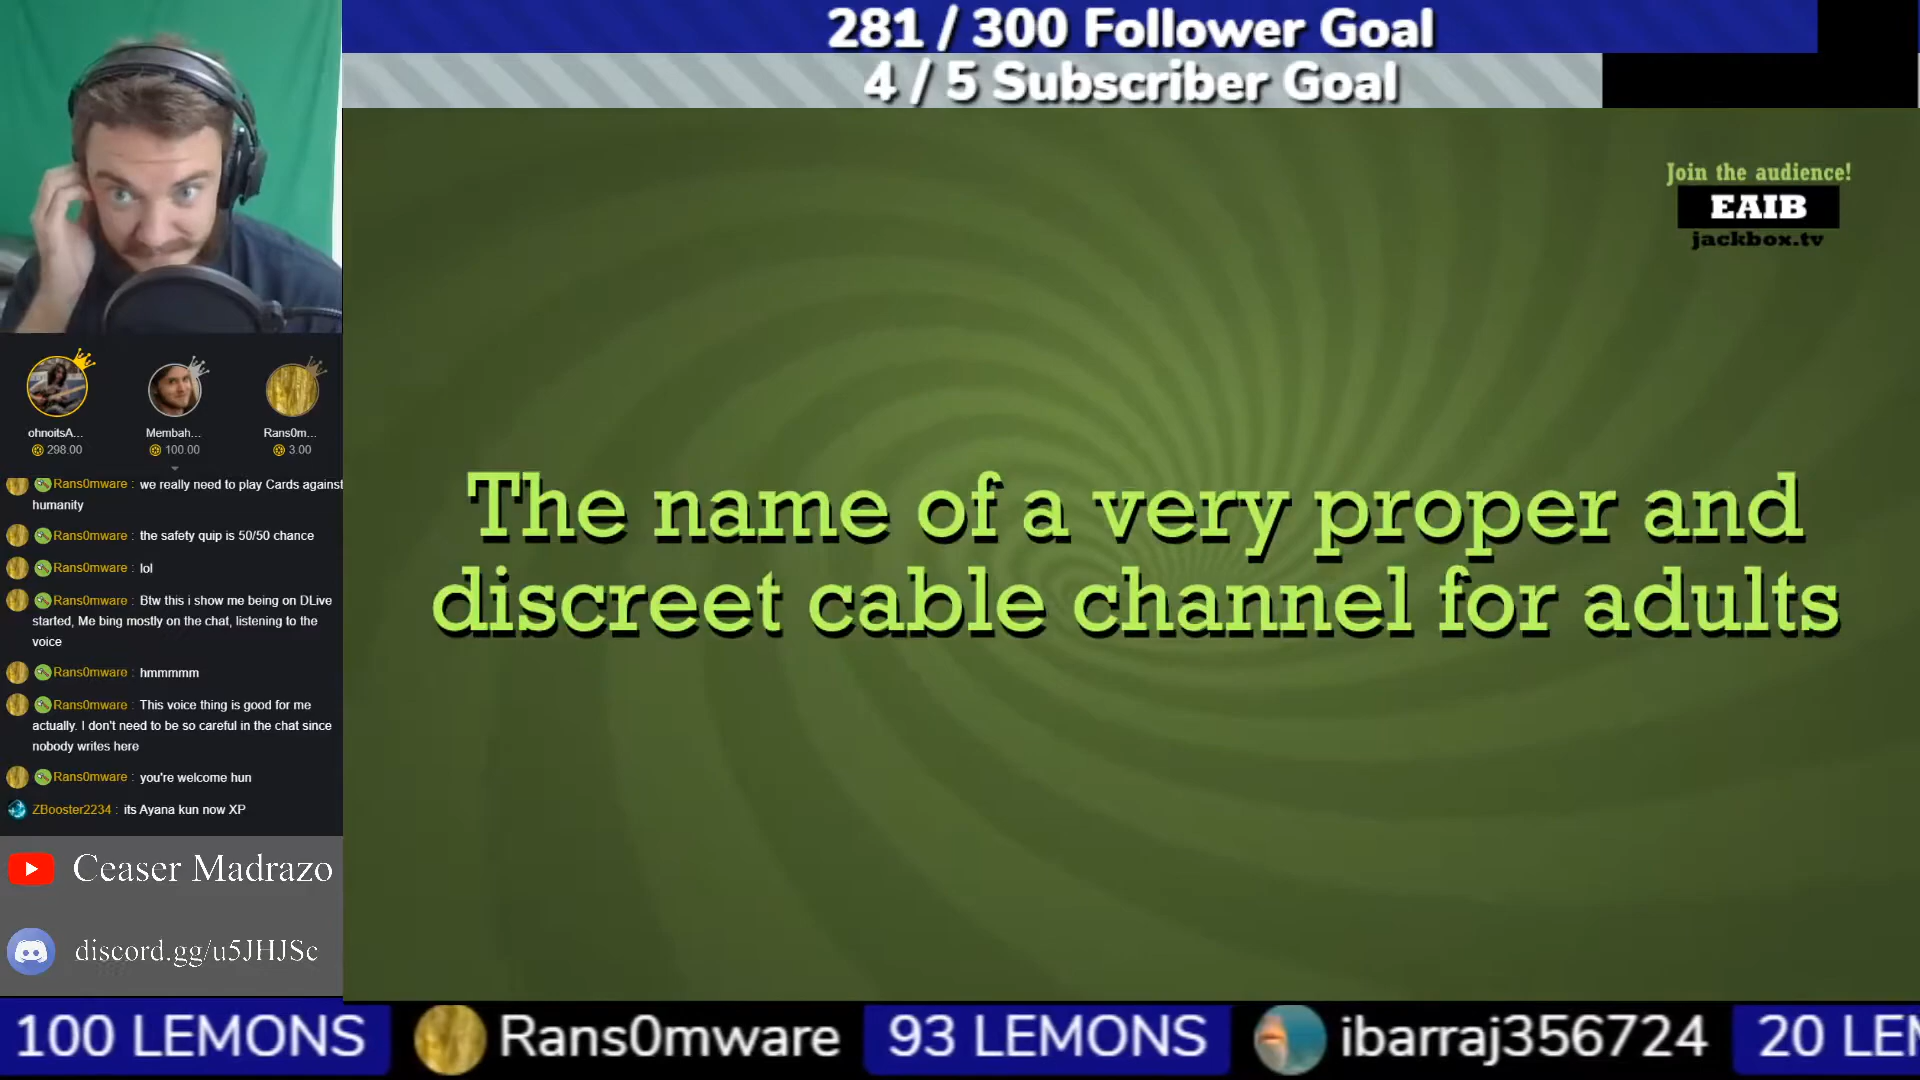 281 / 300 Follower Goal
4 / 5 Subscriber Goal
Join the audience!
EAIB
jackbox.tv
The name of a very proper and
discreet cable channel for adults
ohnoitsA...
298.00
Membah...
100.00
Rans0m...
3.00
Rans0mware : we really need to play Cards against
humanity
Rans0mware : the safety quip is 50/50 chance
Rans0mware : lol
Rans0mware : Btw this i show me being on DLive
started, Me bing mostly on the chat, listening to the
voice
Rans0mware : hmmmmm
Rans0mware : This voice thing is good for me
actually. I don't need to be so careful in the chat since
nobody writes here
Rans0mware : you're welcome hun
ZBooster2234 : its Ayana kun now XP
Ceaser Madrazo
discord.gg/u5JHJSc
100 LEMONS Rans0mware 93 LEMONS ibarraj356724 20 LE